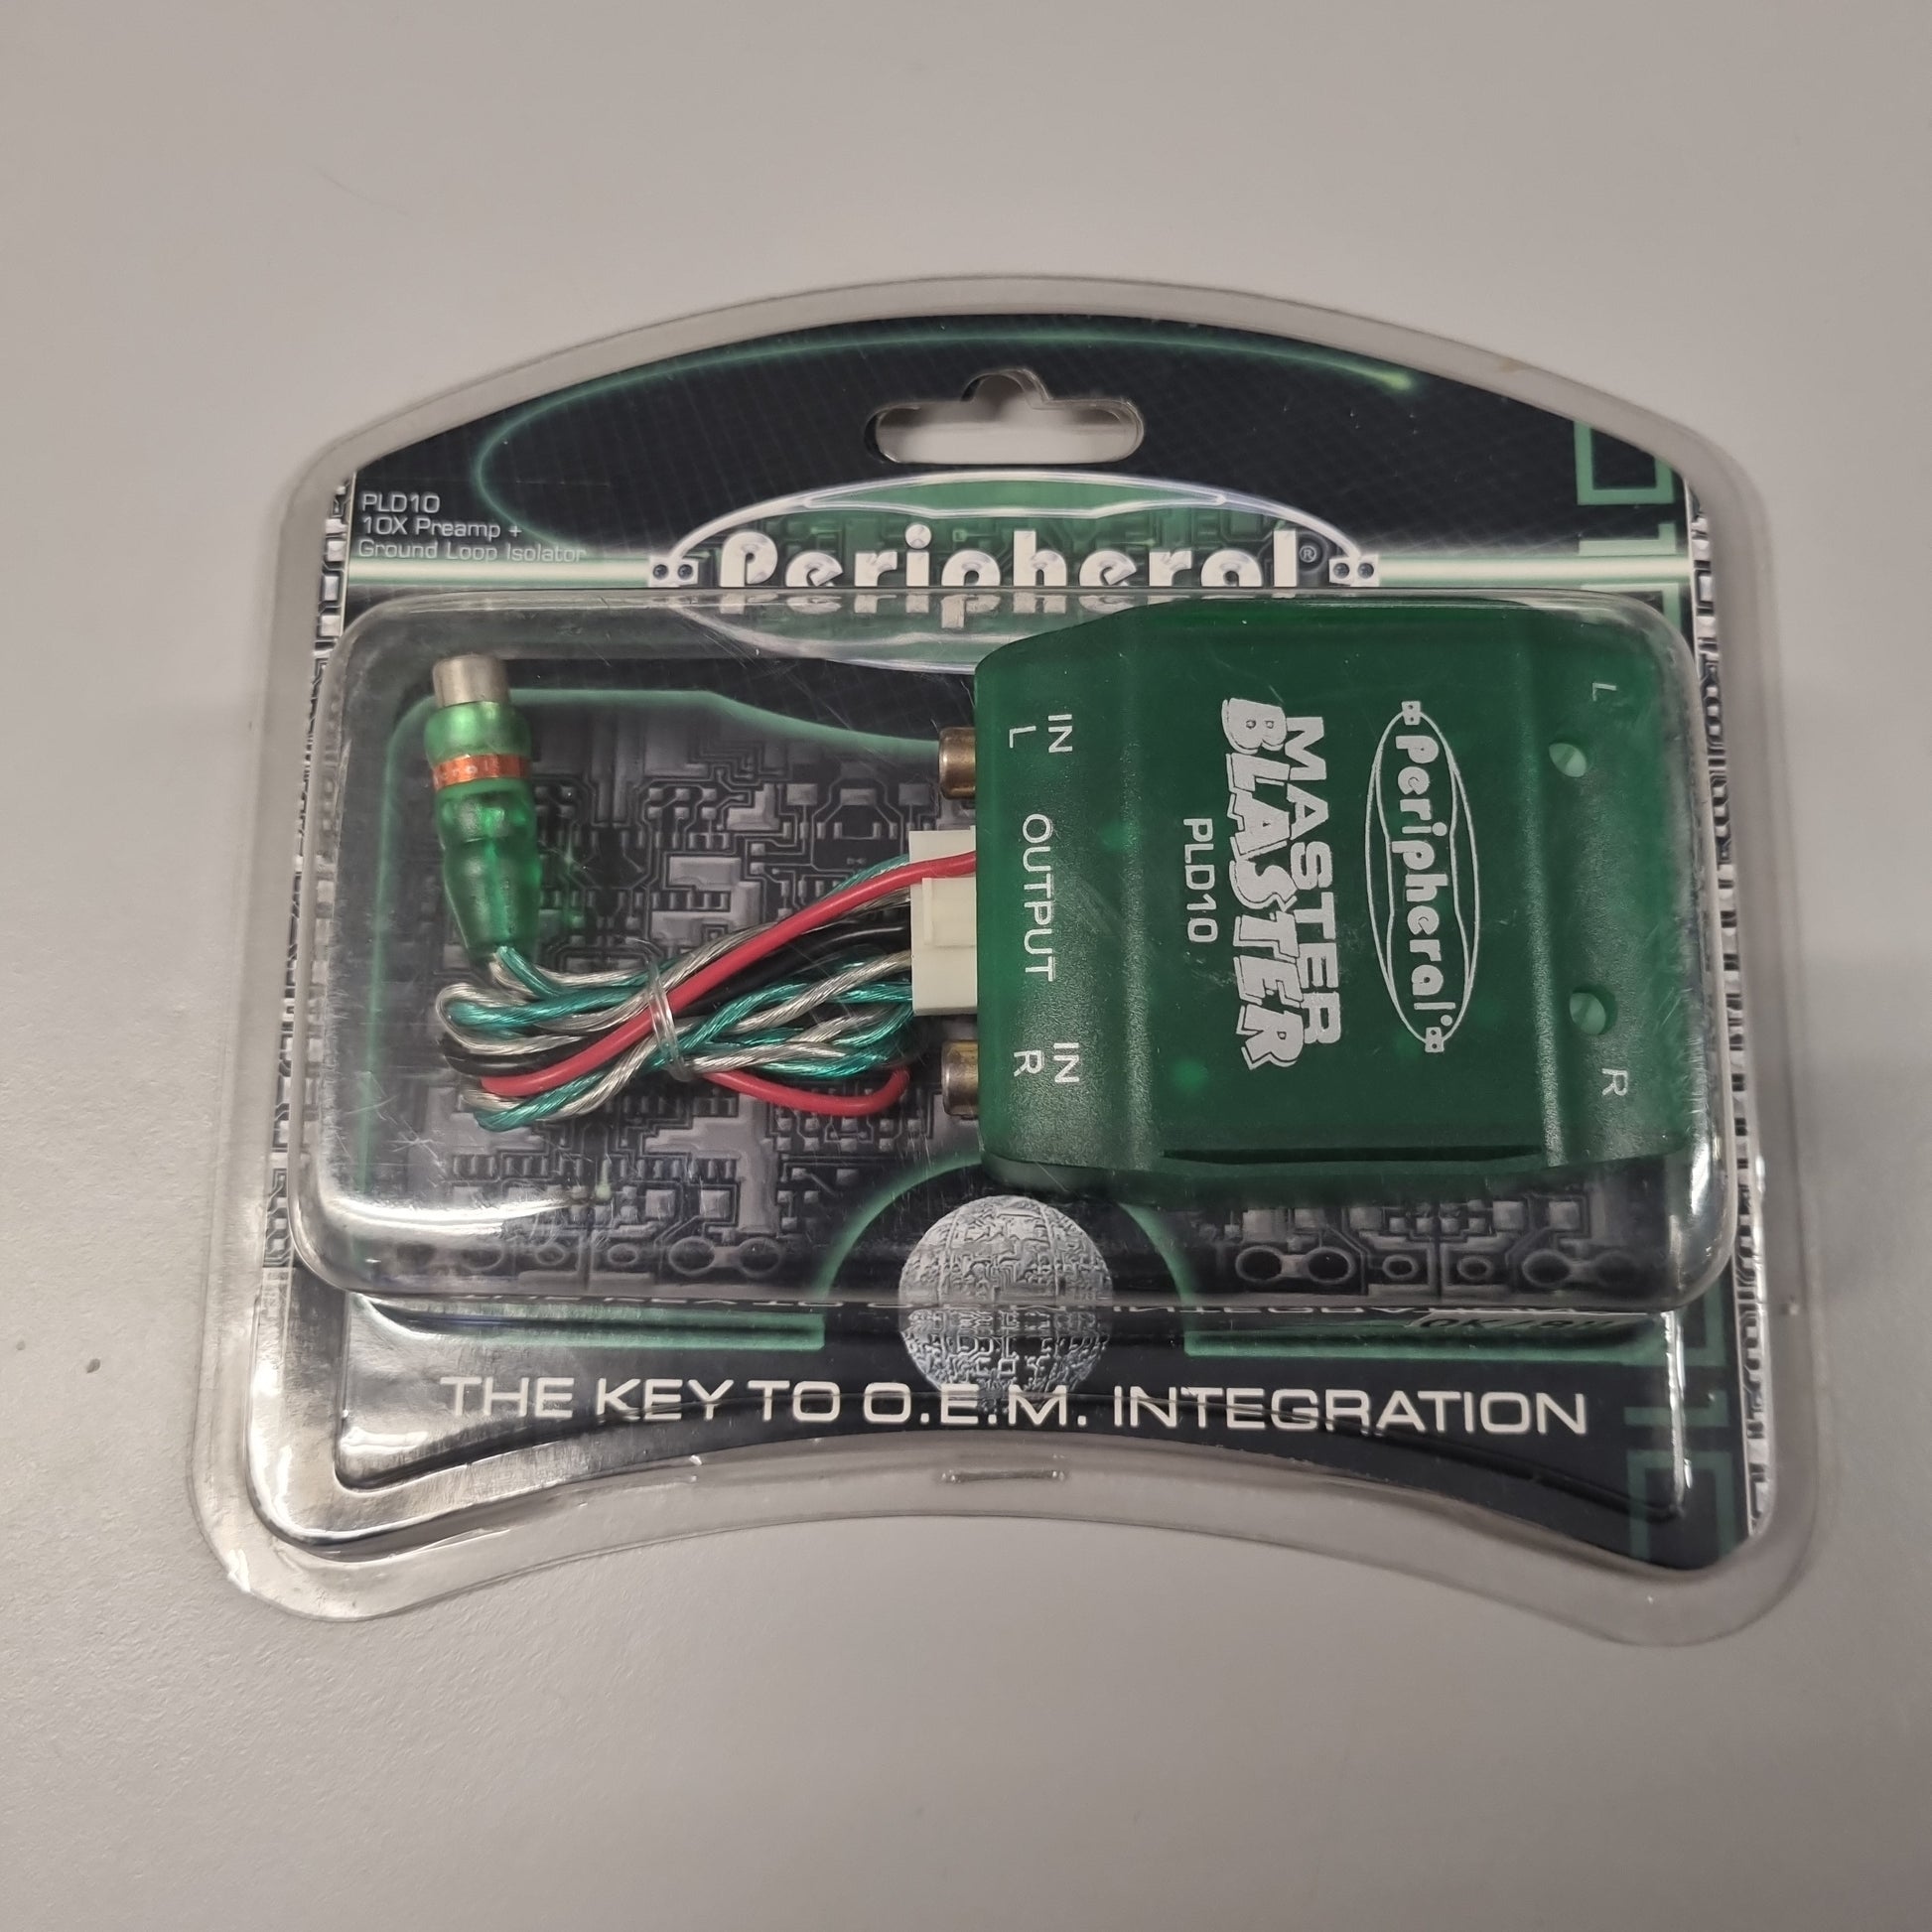 PLD10
10X Preamp +
Ground Loop Isolator
Peripheral®
IN
L
OUTPUT
IN
R
MASTER
BLASTER
PLD10
Peripheral®
L
R
THE KEY TO O.E.M. INTEGRATION